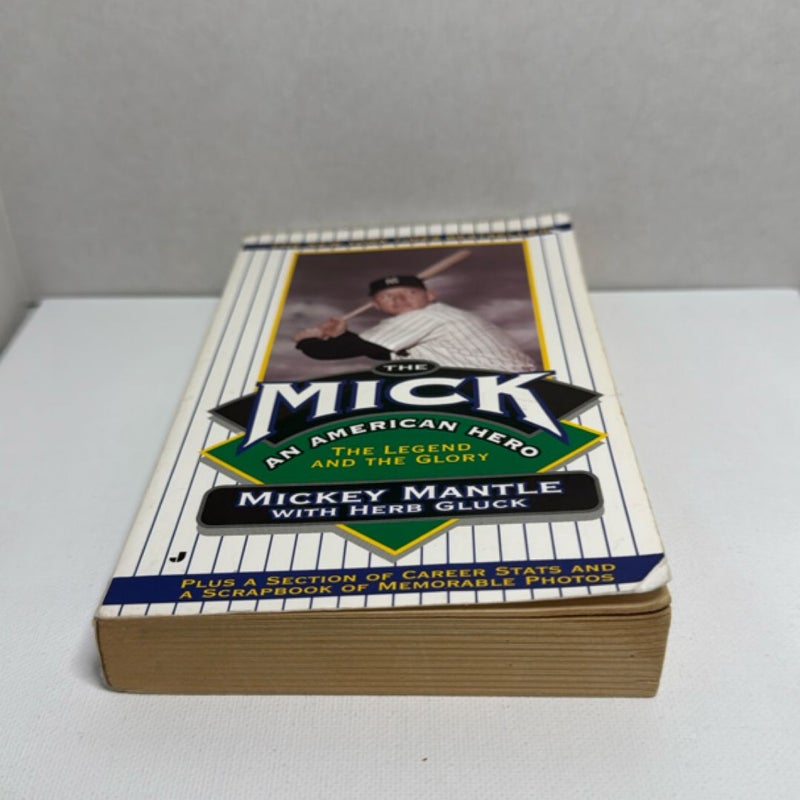 THE
MICK
AN AMERICAN HERO
THE LEGEND
AND THE GLORY
MICKEY MANTLE
WITH HERB GLUCK
J
PLUS A SECTION OF CAREER STATS AND
A SCRAPBOOK OF MEMORABLE PHOTOS